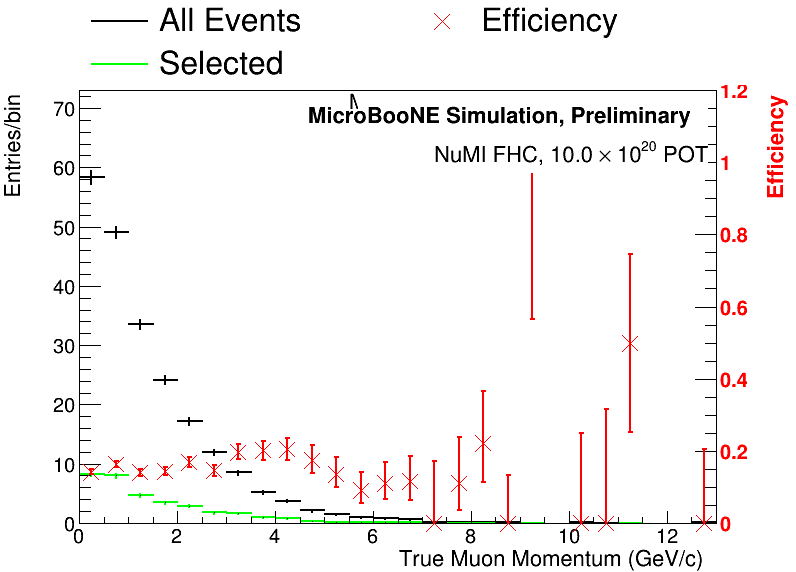 All Events
Efficiency
Selected
Entries/bin
70
60
50
40
30
20
10
0
MicroBooNE Simulation, Preliminary
NuMI FHC, 10.0 × 10²⁰ POT
1.2
1
0.8
0.6
0.4
0.2
0
Efficiency
0 2 4 6 8 10 12
True Muon Momentum (GeV/c)